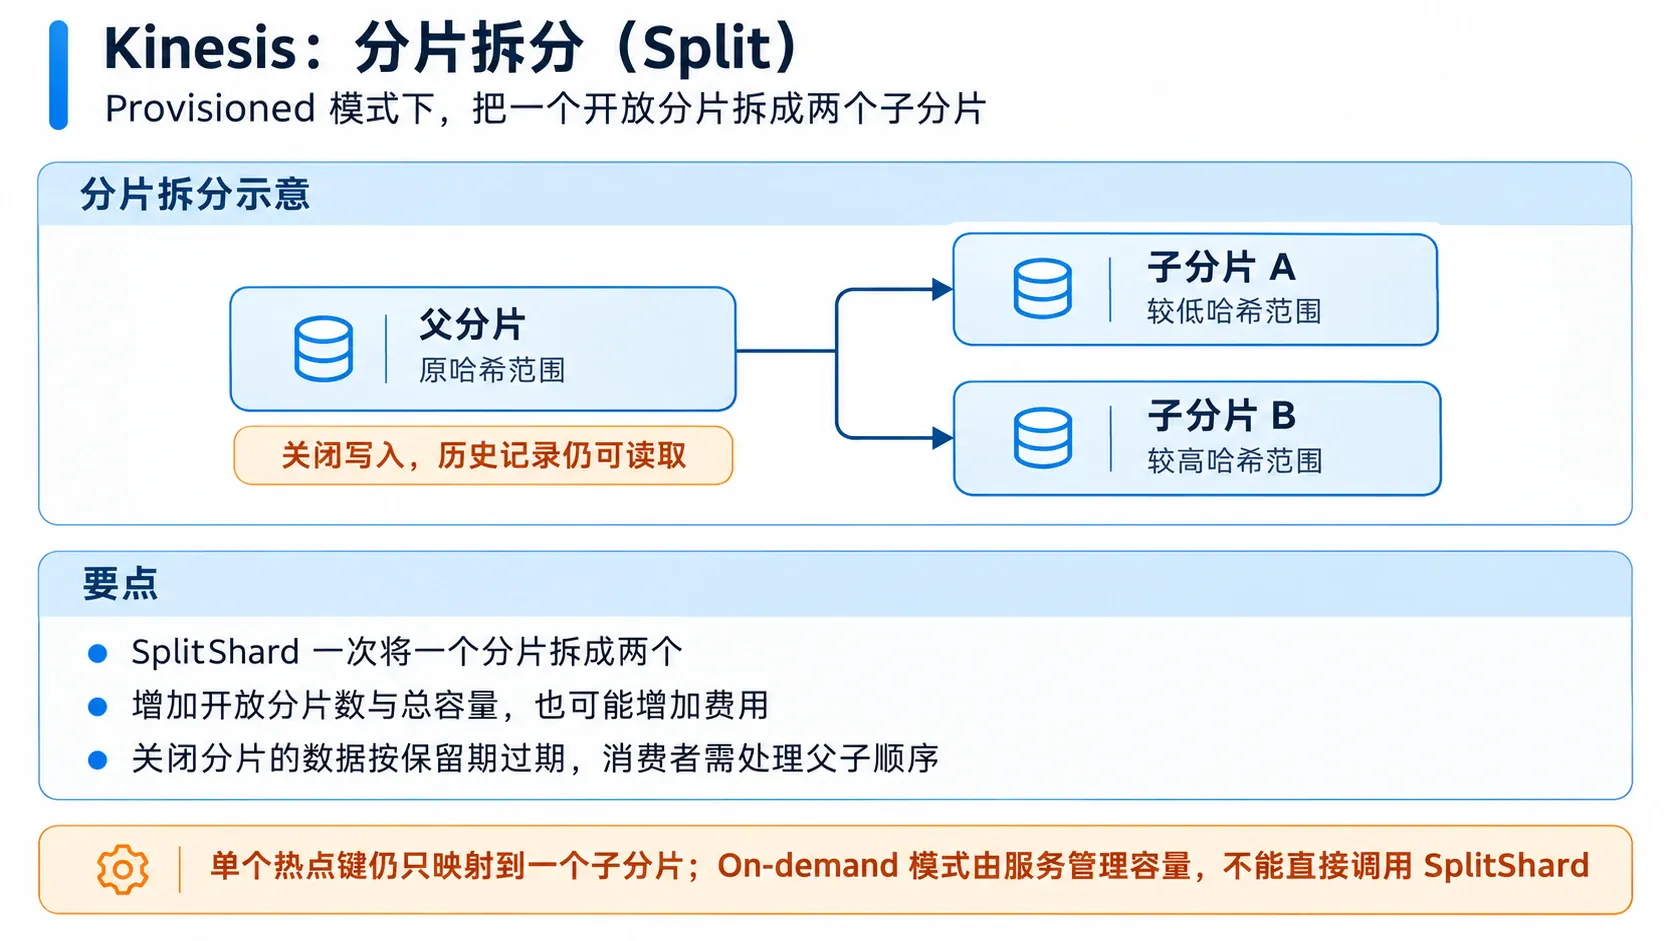 Kinesis：分片拆分（Split）
Provisioned 模式下，把一个开放分片拆成两个子分片
分片拆分示意
父分片
原哈希范围
关闭写入，历史记录仍可读取
子分片 A
较低哈希范围
子分片 B
较高哈希范围
要点
SplitShard 一次将一个分片拆成两个
增加开放分片数与总容量，也可能增加费用
关闭分片的数据按保留期过期，消费者需处理父子顺序
单个热点键仍只映射到一个子分片；On-demand 模式由服务管理容量，不能直接调用 SplitShard